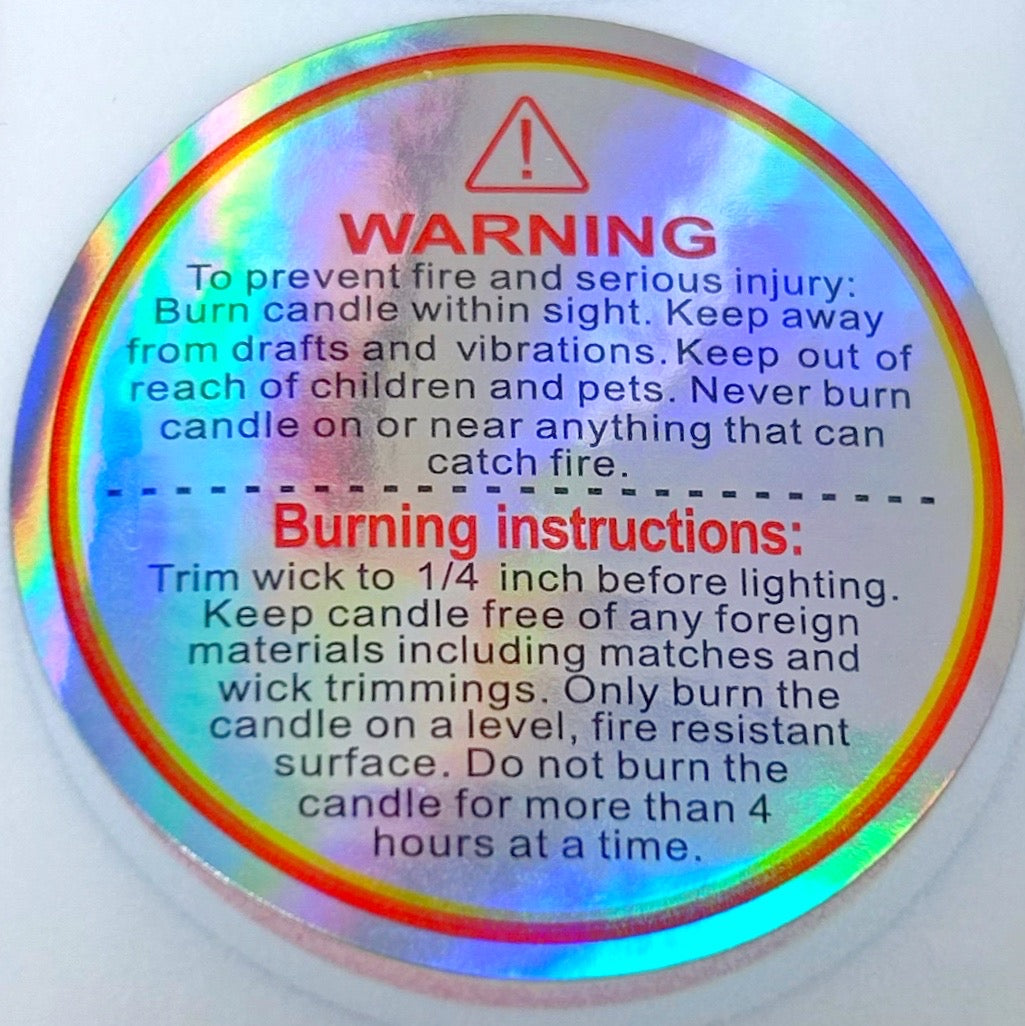 !
WARNING
To prevent fire and serious injury:
Burn candle within sight. Keep away
from drafts and vibrations. Keep out of
reach of children and pets. Never burn
candle on or near anything that can
catch fire.
Burning instructions:
Trim wick to 1/4 inch before lighting.
Keep candle free of any foreign
materials including matches and
wick trimmings. Only burn the
candle on a level, fire resistant
surface. Do not burn the
candle for more than 4
hours at a time.